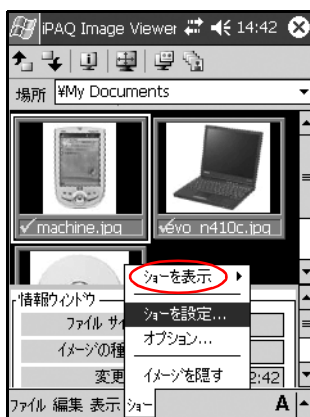 iPAQ Image Viewer 14:42
場所 ¥My Documents
machine.jpg evo n410c.jpg
ショーを表示
情報ウィンドウ
ショーを設定...
ファイル サイ
オプション...
イメージの種
変更
イメージを隠す
2:42
ファイル 編集 表示 ショー A